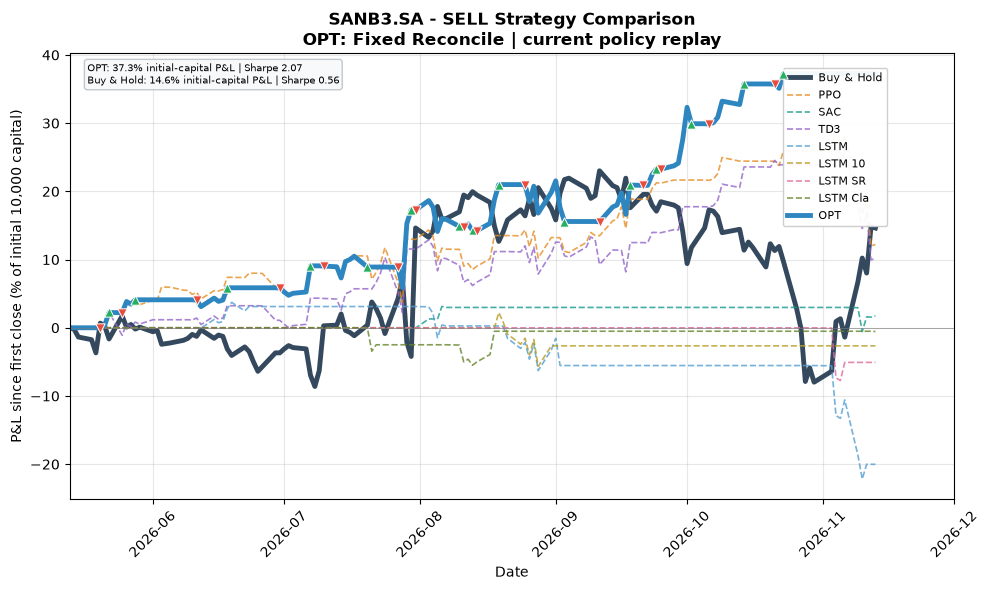 SANB3.SA - SELL Strategy Comparison
OPT: Fixed Reconcile | current policy replay
OPT: 37.3% initial-capital P&L | Sharpe 2.07
Buy & Hold: 14.6% initial-capital P&L | Sharpe 0.56
Buy & Hold
PPO
SAC
TD3
LSTM
LSTM 10
LSTM SR
LSTM Cla
OPT
P&L since first close (% of initial 10,000 capital)
40
30
20
10
0
−10
−20
2026-06
2026-07
2026-08
2026-09
2026-10
2026-11
2026-12
Date